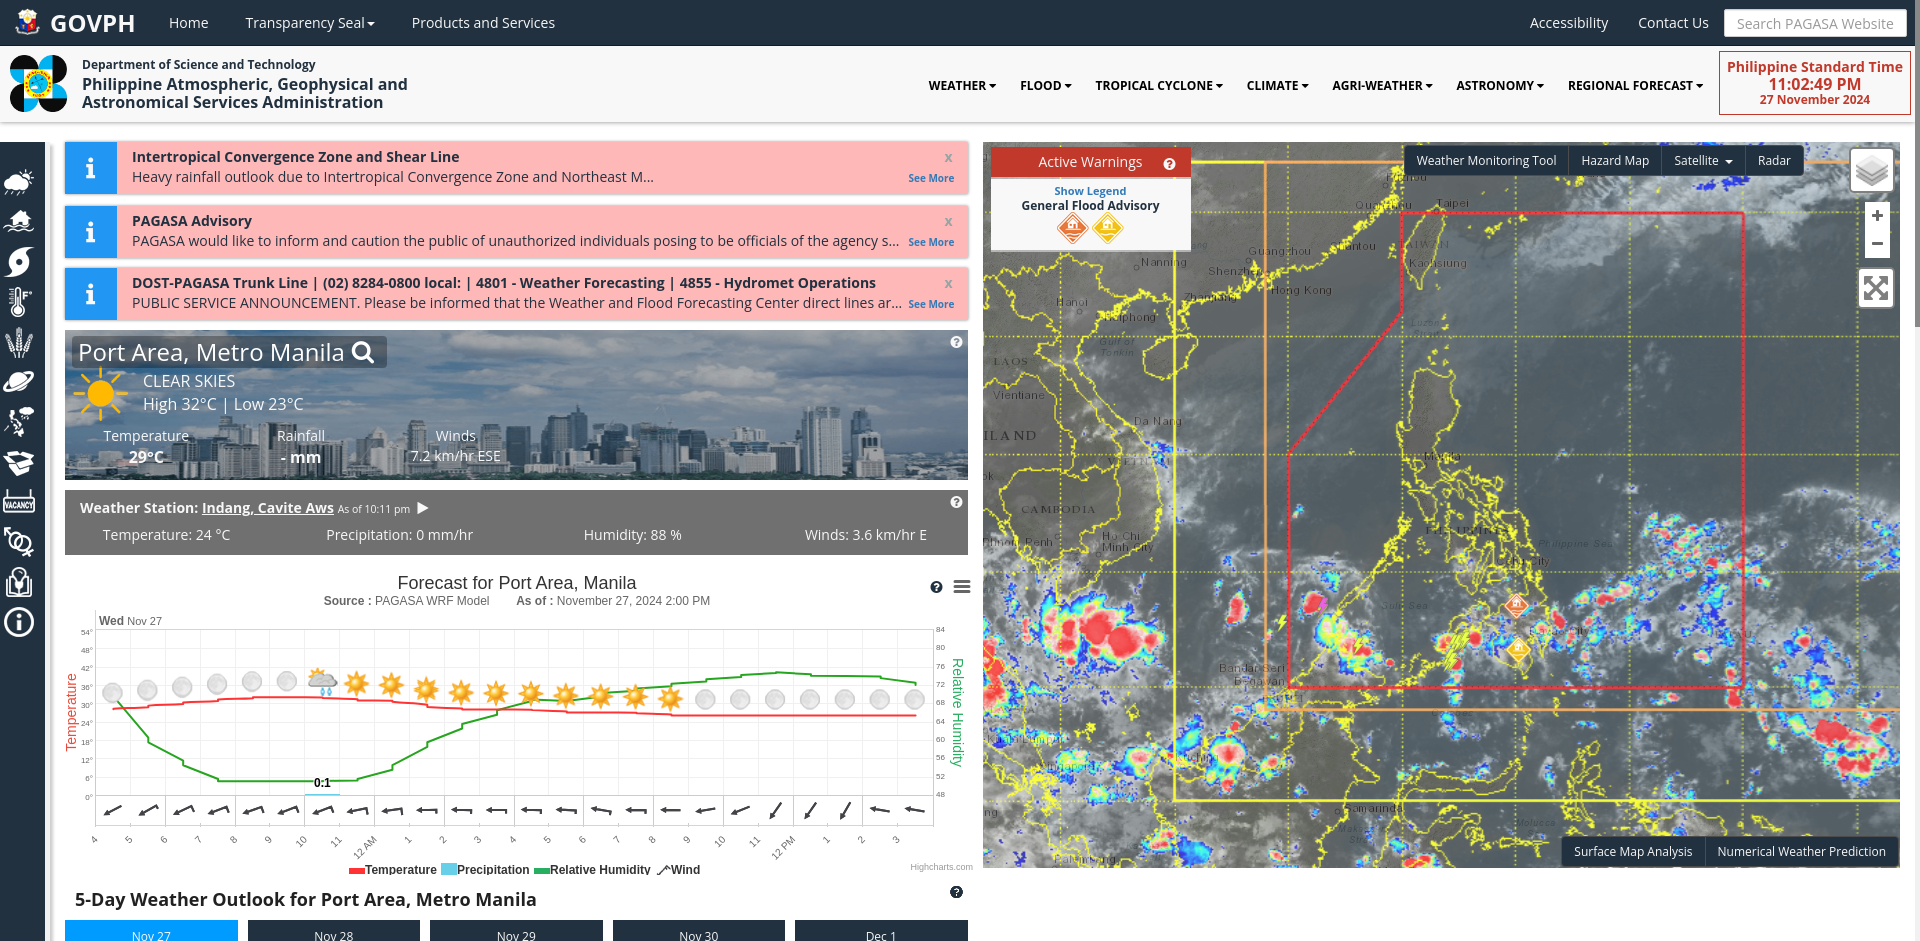 GOVPH
Home
Transparency Seal
Products and Services
Accessibility
Contact Us
Search PAGASA Website
Department of Science and Technology
Philippine Atmospheric, Geophysical and
Astronomical Services Administration
WEATHER
FLOOD
TROPICAL CYCLONE
CLIMATE
AGRI-WEATHER
ASTRONOMY
REGIONAL FORECAST
Philippine Standard Time
11:02:49 PM
27 November 2024
Intertropical Convergence Zone and Shear Line
x
Heavy rainfall outlook due to Intertropical Convergence Zone and Northeast M...
See More
PAGASA Advisory
x
PAGASA would like to inform and caution the public of unauthorized individuals posing to be officials of the agency s...
See More
DOST-PAGASA Trunk Line | (02) 8284-0800 local: | 4801 - Weather Forecasting | 4855 - Hydromet Operations
x
PUBLIC SERVICE ANNOUNCEMENT. Please be informed that the Weather and Flood Forecasting Center direct lines ar...
See More
Port Area, Metro Manila
CLEAR SKIES
High 32°C | Low 23°C
Temperature
Rainfall
Winds
29°C
- mm
7.2 km/hr ESE
Weather Station: Indang, Cavite Aws As of 10:11 pm
Temperature: 24 °C
Precipitation: 0 mm/hr
Humidity: 88 %
Winds: 3.6 km/hr E
VACANCY
Forecast for Port Area, Manila
Source : PAGASA WRF Model As of : November 27, 2024 2:00 PM
Wed Nov 27
Temperature
54°
48°
42°
36°
30°
24°
18°
12°
6°
0°
Relative Humidity
84
80
76
72
68
64
60
56
52
48
0.1
4 5 6 7 8 9 10 11 12 AM 1 2 3 4 5 6 7 8 9 10 11 12 PM 1 2 3
Temperature Precipitation Relative Humidity Wind
Highcharts.com
5-Day Weather Outlook for Port Area, Metro Manila
Nov 27
Nov 28
Nov 29
Nov 30
Dec 1
Active Warnings
Show Legend
General Flood Advisory
Weather Monitoring Tool
Hazard Map
Satellite
Radar
+
−
Taipei
TAIWAN
Kaohsiung
Guangzhou
Shantou
Nanning
Shenzhen
Hong Kong
Zhanjiang
Hanoi
Haiphong
Gulf of
Tonkin
LAOS
Vientiane
Da Nang
CAMBODIA
Ho Chi
Minh City
Manila
Philippine Sea
Sulu Sea
Bandar Seri
Begawan
Samarinda
Surface Map Analysis
Numerical Weather Prediction